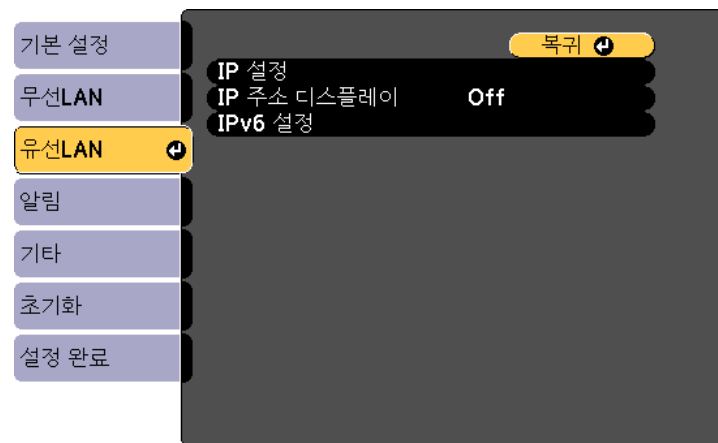 기본 설정
무선LAN
유선LAN
알림
기타
초기화
설정 완료
복귀
IP 설정
IP 주소 디스플레이 Off
IPv6 설정